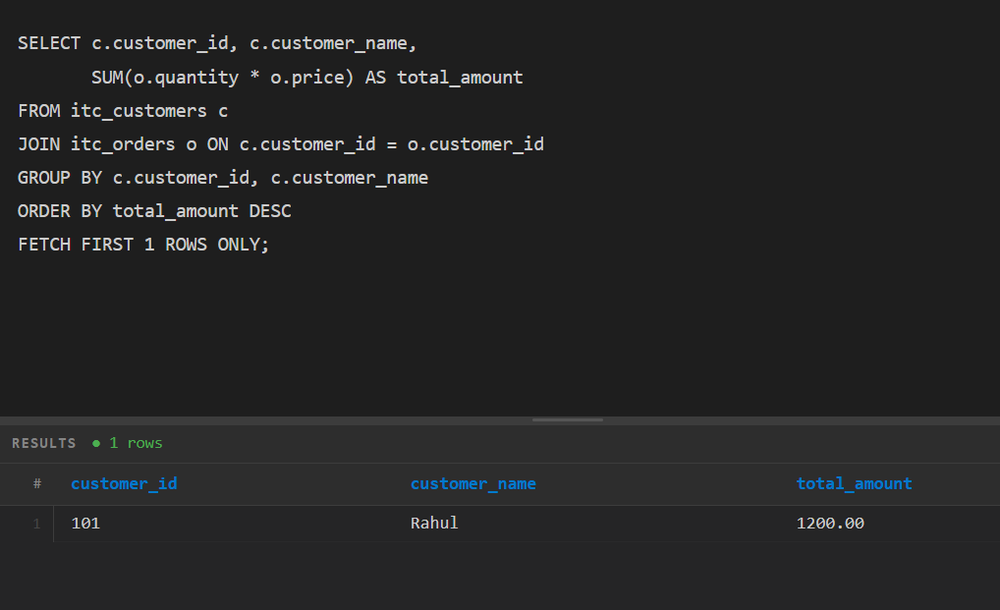 SELECT c.customer_id, c.customer_name,
       SUM(o.quantity * o.price) AS total_amount
FROM itc_customers c
JOIN itc_orders o ON c.customer_id = o.customer_id
GROUP BY c.customer_id, c.customer_name
ORDER BY total_amount DESC
FETCH FIRST 1 ROWS ONLY;
RESULTS ● 1 rows
# customer_id customer_name total_amount
1 101 Rahul 1200.00